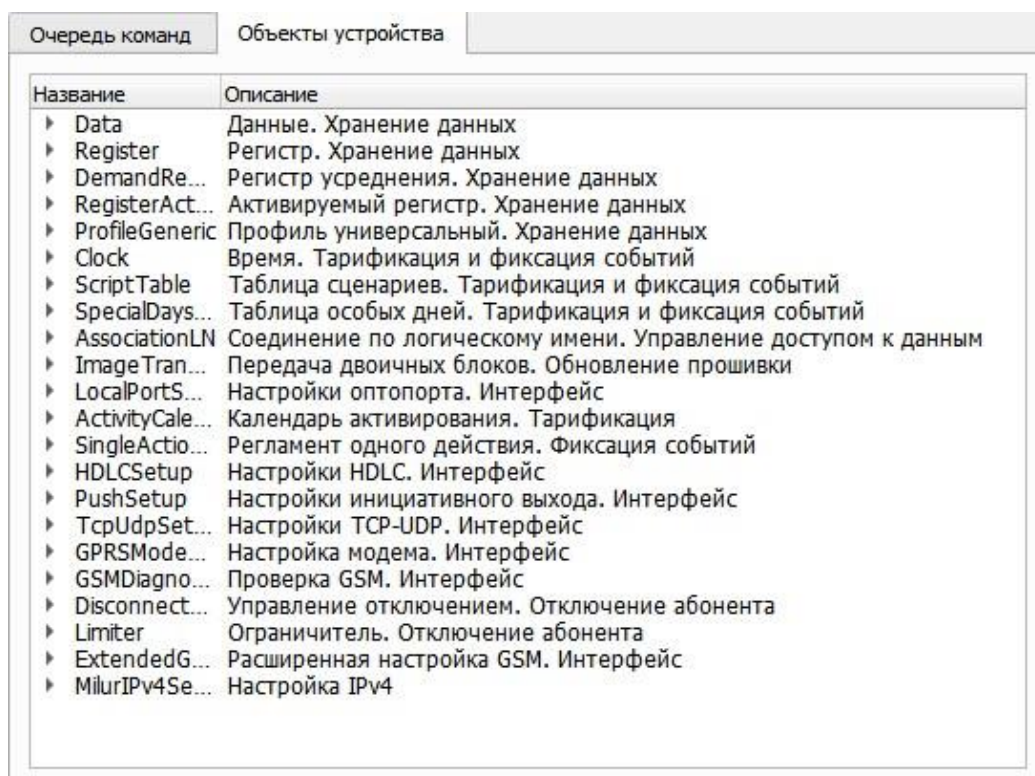 Очередь команд Объекты устройства
Название Описание
Data Данные. Хранение данных
Register Регистр. Хранение данных
DemandRe... Регистр усреднения. Хранение данных
RegisterAct... Активируемый регистр. Хранение данных
ProfileGeneric Профиль универсальный. Хранение данных
Clock Время. Тарификация и фиксация событий
ScriptTable Таблица сценариев. Тарификация и фиксация событий
SpecialDays... Таблица особых дней. Тарификация и фиксация событий
AssociationLN Соединение по логическому имени. Управление доступом к данным
ImageTran... Передача двоичных блоков. Обновление прошивки
LocalPortS... Настройки оптопорта. Интерфейс
ActivityCale... Календарь активирования. Тарификация
SingleActio... Регламент одного действия. Фиксация событий
HDLCSetup Настройки HDLC. Интерфейс
PushSetup Настройки инициативного выхода. Интерфейс
TcpUdpSet... Настройки TCP-UDP. Интерфейс
GPRSMode... Настройка модема. Интерфейс
GSMDiagno... Проверка GSM. Интерфейс
Disconnect... Управление отключением. Отключение абонента
Limiter Ограничитель. Отключение абонента
ExtendedG... Расширенная настройка GSM. Интерфейс
MilurIPv4Se... Настройка IPv4